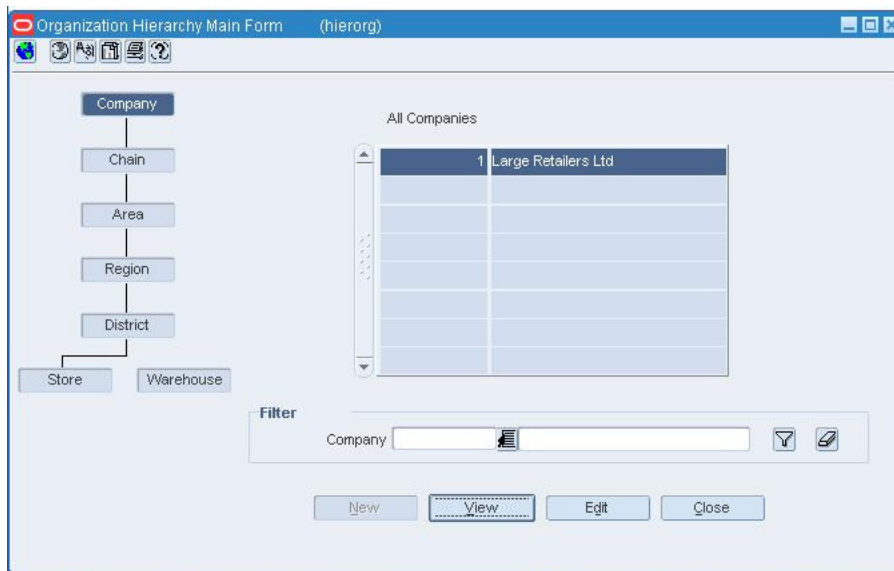 Organization Hierarchy Main Form (hierorg)
Company
Chain
Area
Region
District
Store Warehouse
All Companies
1 Large Retailers Ltd
Filter
Company
New View Edit Close